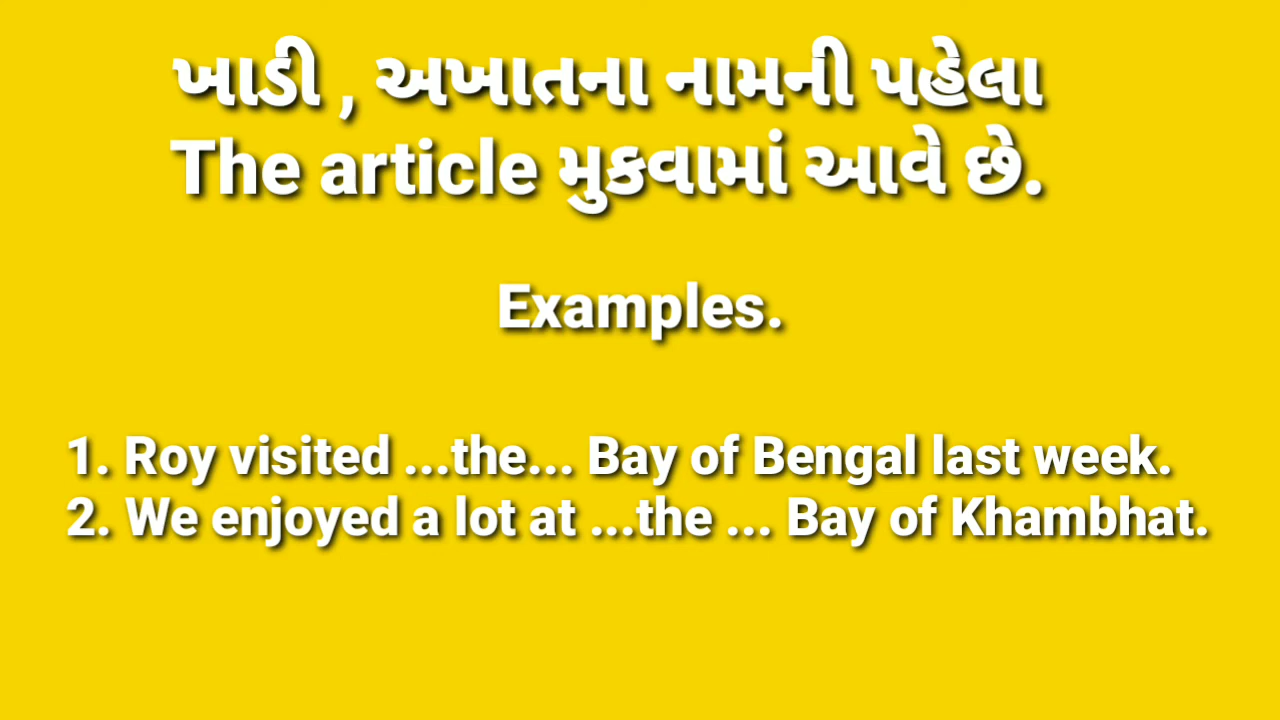 ખાડી , અખાતના નામની પહેલા
The article મુકવામાં આવે છે.
Examples.
1. Roy visited ...the... Bay of Bengal last week.
2. We enjoyed a lot at ...the ... Bay of Khambhat.